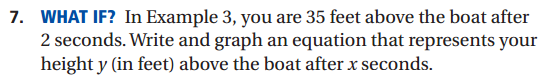 7. WHAT IF? In Example 3, you are 35 feet above the boat after
2 seconds. Write and graph an equation that represents your
height y (in feet) above the boat after x seconds.